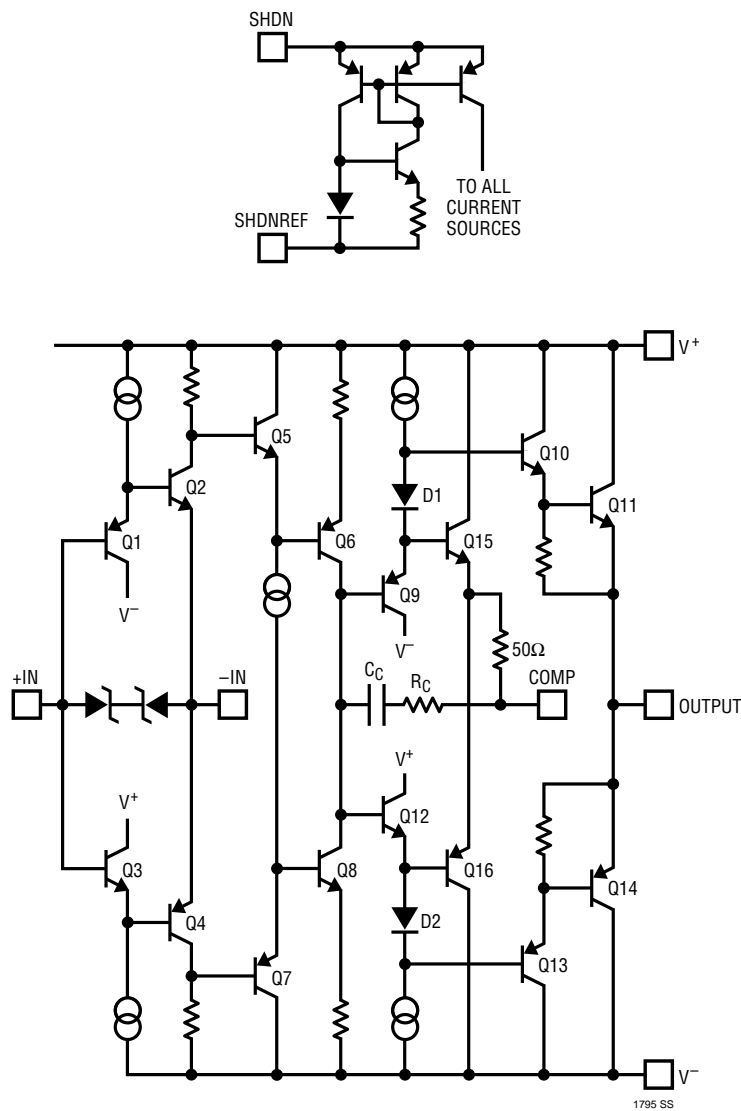 SHDN
TO ALL
CURRENT
SOURCES
SHDNREF
V+
Q5
Q10
Q2
Q11
D1
Q1
Q6
Q15
V−
Q9
V−
50Ω
+IN
−IN
CC
RC
COMP
OUTPUT
V+
V+
Q12
Q3
Q8
Q16
Q14
Q4
D2
Q7
Q13
V−
1795 SS